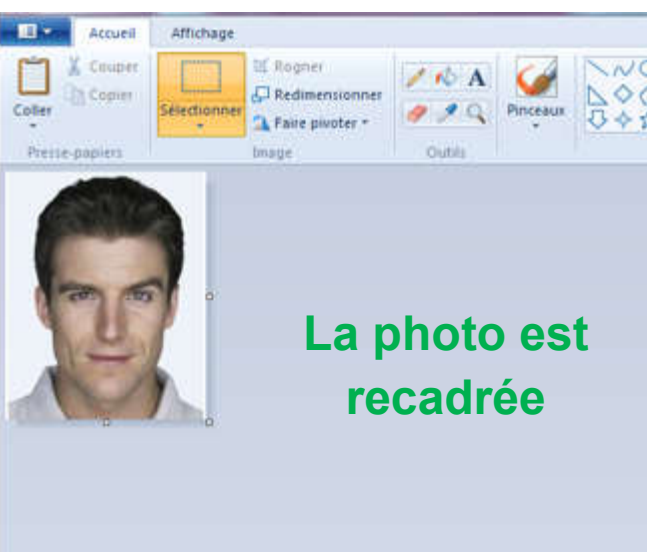 Accueil
Affichage
Coller
Couper
Copier
Presse-papiers
Sélectionner
Rogner
Redimensionner
Faire pivoter
Image
Outils
A
Pinceaux
La photo est
recadrée